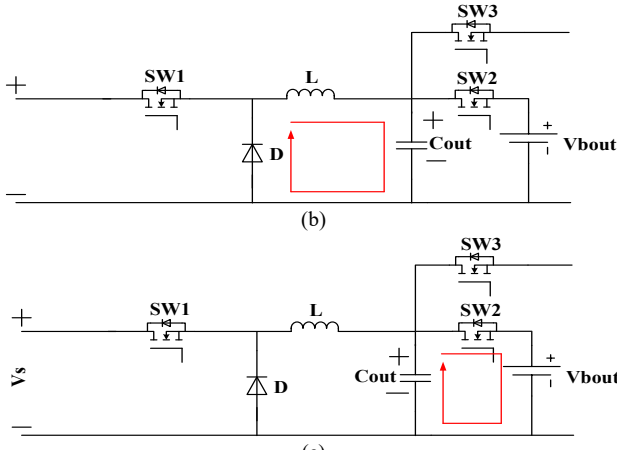 SW3
SW1
L
SW2
+
+
+
D
Cout
Vbout
(b)
SW3
SW1
L
SW2
+
+
+
Vs
D
Cout
Vbout